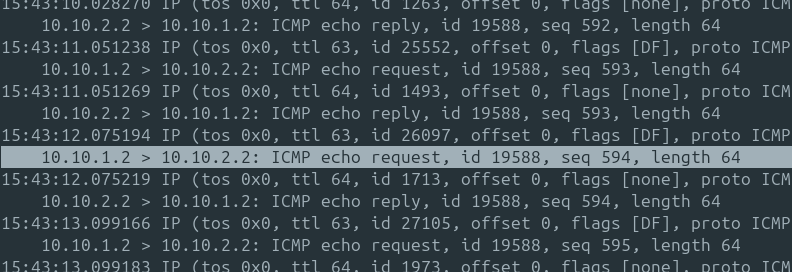 15:43:10.028270 IP (tos 0x0, ttl 64, id 1263, offset 0, flags [none], proto ICM
10.10.2.2 > 10.10.1.2: ICMP echo reply, id 19588, seq 592, length 64
15:43:11.051238 IP (tos 0x0, ttl 63, id 25552, offset 0, flags [DF], proto ICMP
10.10.1.2 > 10.10.2.2: ICMP echo request, id 19588, seq 593, length 64
15:43:11.051269 IP (tos 0x0, ttl 64, id 1493, offset 0, flags [none], proto ICM
10.10.2.2 > 10.10.1.2: ICMP echo reply, id 19588, seq 593, length 64
15:43:12.075194 IP (tos 0x0, ttl 63, id 26097, offset 0, flags [DF], proto ICMP
10.10.1.2 > 10.10.2.2: ICMP echo request, id 19588, seq 594, length 64
15:43:12.075219 IP (tos 0x0, ttl 64, id 1713, offset 0, flags [none], proto ICM
10.10.2.2 > 10.10.1.2: ICMP echo reply, id 19588, seq 594, length 64
15:43:13.099166 IP (tos 0x0, ttl 63, id 27105, offset 0, flags [DF], proto ICMP
10.10.1.2 > 10.10.2.2: ICMP echo request, id 19588, seq 595, length 64
15:43:13.099183 IP (tos 0x0, ttl 64, id 1973, offset 0, flags [none], proto ICM